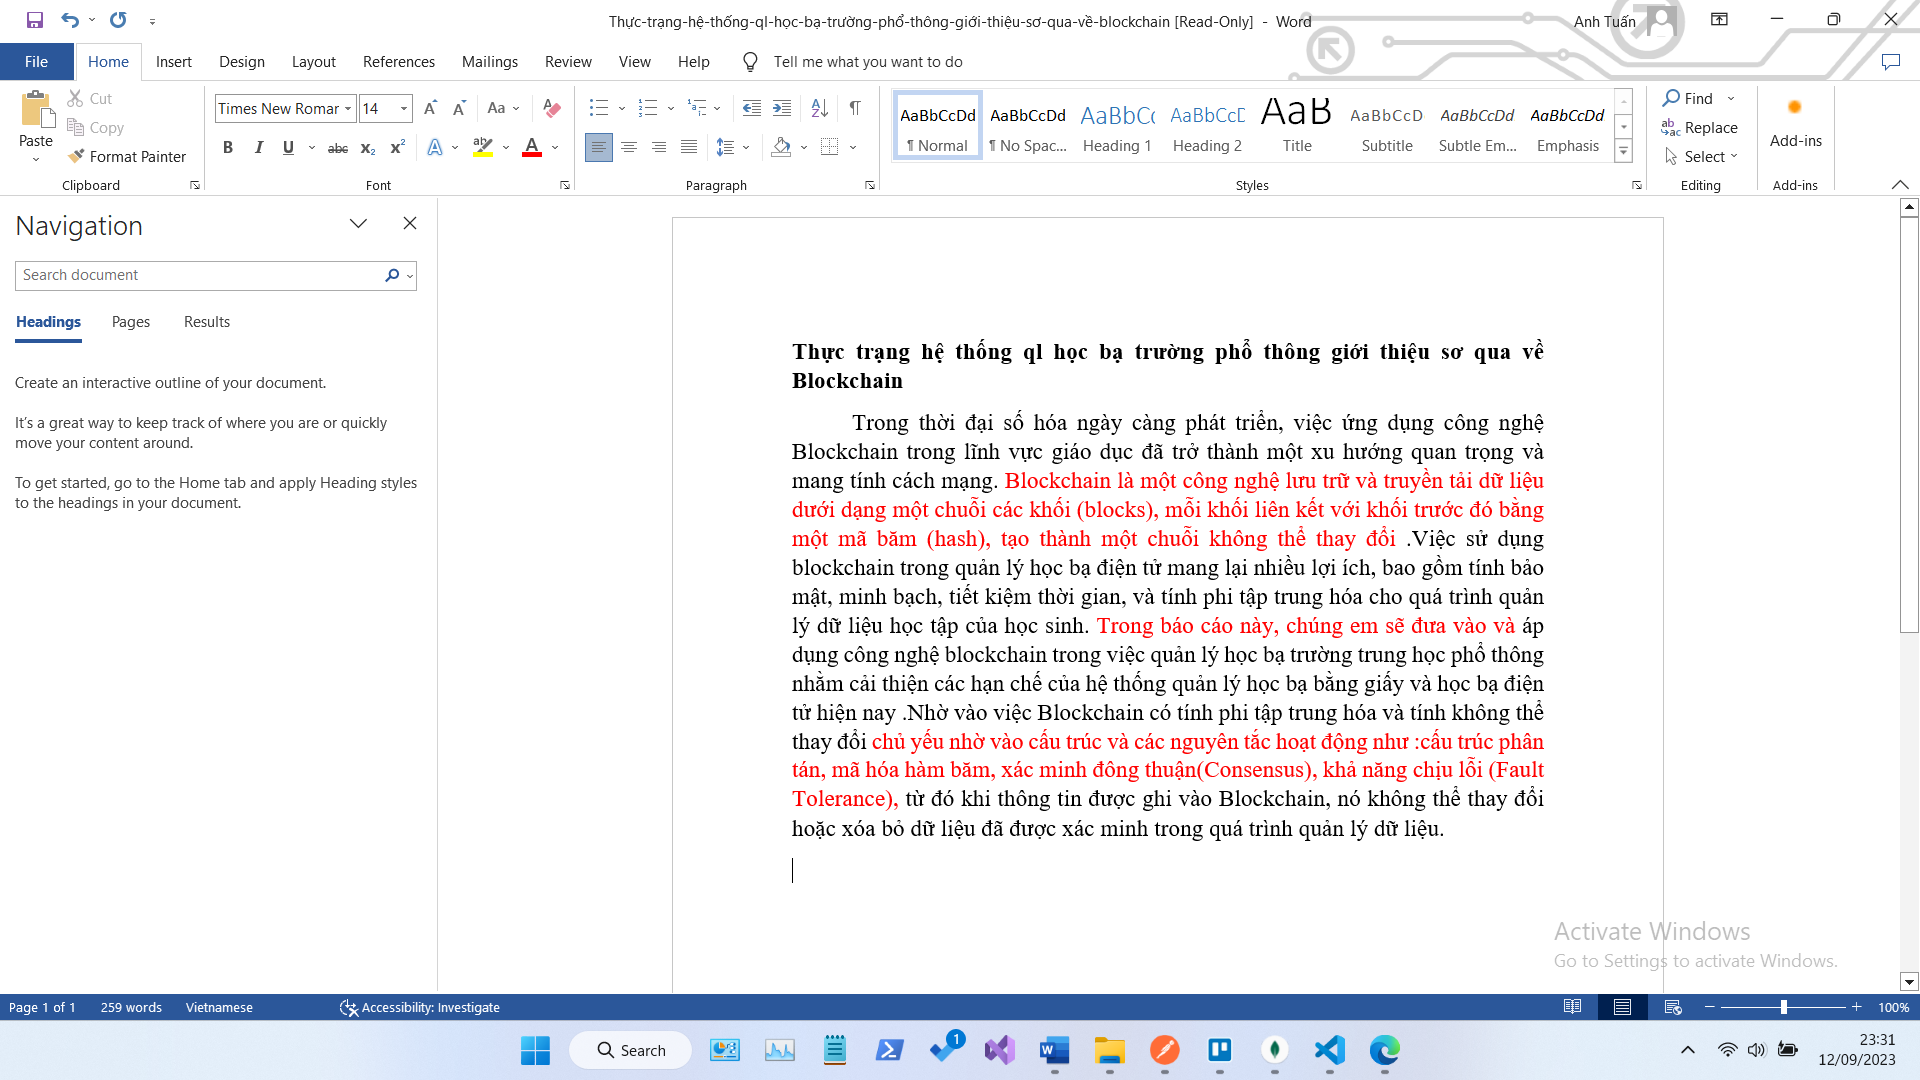 Thực-trạng-hệ-thống-ql-học-bạ-trường-phổ-thông-giới-thiệu-sơ-qua-về-blockchain [Read-Only] - Word
Anh Tuấn
File Home Insert Design Layout References Mailings Review View Help Tell me what you want to do
Paste
Cut
Copy
Format Painter
Clipboard
Times New Roman 14
Font
Paragraph
AaBbCcDd AaBbCcDd AaBbCc AaBbCcD AaB AaBbCcD AaBbCcDd AaBbCcDd
¶ Normal ¶ No Spac... Heading 1 Heading 2 Title Subtitle Subtle Em... Emphasis
Styles
Find
Replace
Select
Editing
Add-ins
Add-ins
Navigation
Search document
Headings Pages Results
Create an interactive outline of your document.
It's a great way to keep track of where you are or quickly
move your content around.
To get started, go to the Home tab and apply Heading styles
to the headings in your document.
Thực trạng hệ thống ql học bạ trường phổ thông giới thiệu sơ qua về
Blockchain
Trong thời đại số hóa ngày càng phát triển, việc ứng dụng công nghệ
Blockchain trong lĩnh vực giáo dục đã trở thành một xu hướng quan trọng và
mang tính cách mạng. Blockchain là một công nghệ lưu trữ và truyền tải dữ liệu
dưới dạng một chuỗi các khối (blocks), mỗi khối liên kết với khối trước đó bằng
một mã băm (hash), tạo thành một chuỗi không thể thay đổi .Việc sử dụng
blockchain trong quản lý học bạ điện tử mang lại nhiều lợi ích, bao gồm tính bảo
mật, minh bạch, tiết kiệm thời gian, và tính phi tập trung hóa cho quá trình quản
lý dữ liệu học tập của học sinh. Trong báo cáo này, chúng em sẽ đưa vào và áp
dụng công nghệ blockchain trong việc quản lý học bạ trường trung học phổ thông
nhằm cải thiện các hạn chế của hệ thống quản lý học bạ bằng giấy và học bạ điện
tử hiện nay .Nhờ vào việc Blockchain có tính phi tập trung hóa và tính không thể
thay đổi chủ yếu nhờ vào cấu trúc và các nguyên tắc hoạt động như :cấu trúc phân
tán, mã hóa hàm băm, xác minh đông thuận(Consensus), khả năng chịu lỗi (Fault
Tolerance), từ đó khi thông tin được ghi vào Blockchain, nó không thể thay đổi
hoặc xóa bỏ dữ liệu đã được xác minh trong quá trình quản lý dữ liệu.
Activate Windows
Go to Settings to activate Windows.
Page 1 of 1 259 words Vietnamese Accessibility: Investigate 100%
Search
1
23:31
12/09/2023